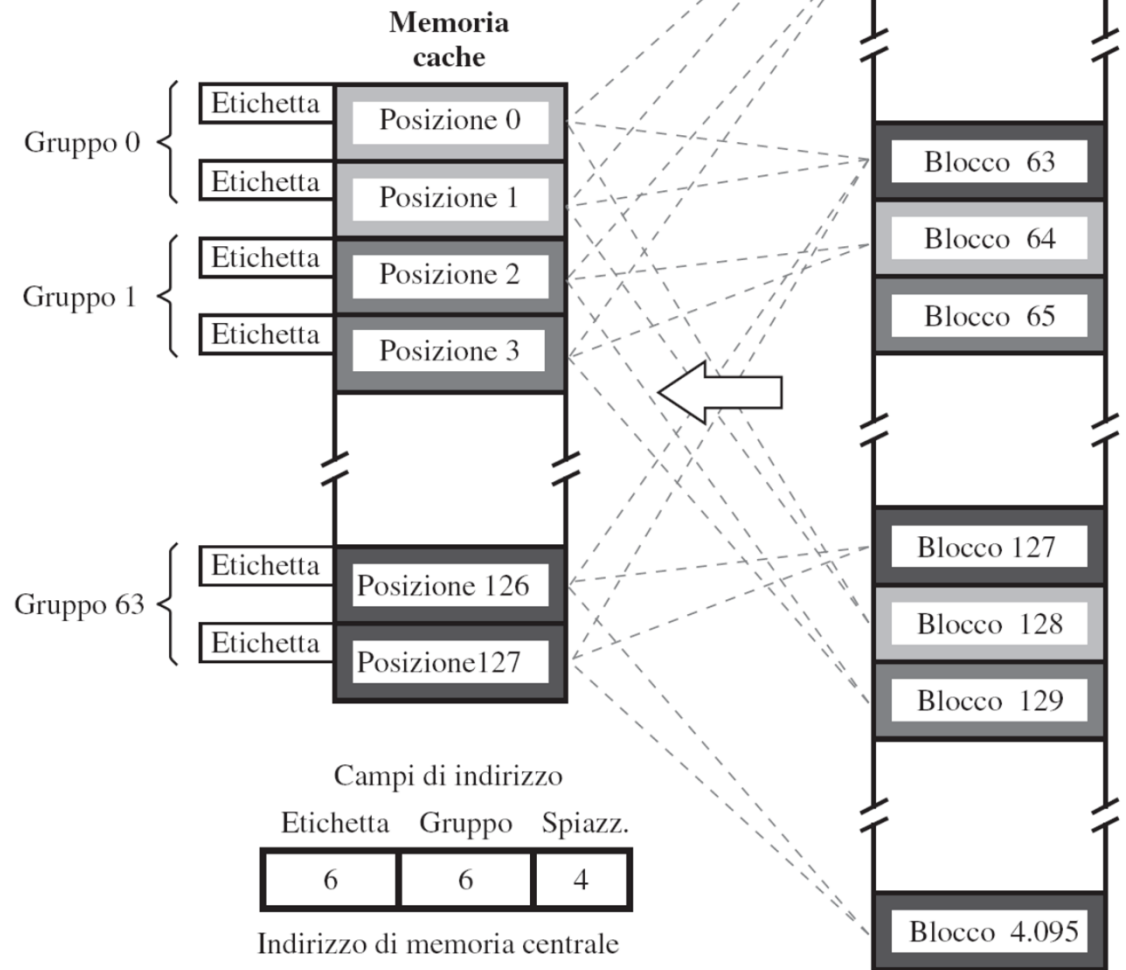 Memoria
cache
Gruppo 0
Etichetta
Posizione 0
Etichetta
Posizione 1
Gruppo 1
Etichetta
Posizione 2
Etichetta
Posizione 3
Gruppo 63
Etichetta
Posizione 126
Etichetta
Posizione127
Blocco 63
Blocco 64
Blocco 65
Blocco 127
Blocco 128
Blocco 129
Blocco 4.095
Campi di indirizzo
Etichetta Gruppo Spiazz.
6 6 4
Indirizzo di memoria centrale